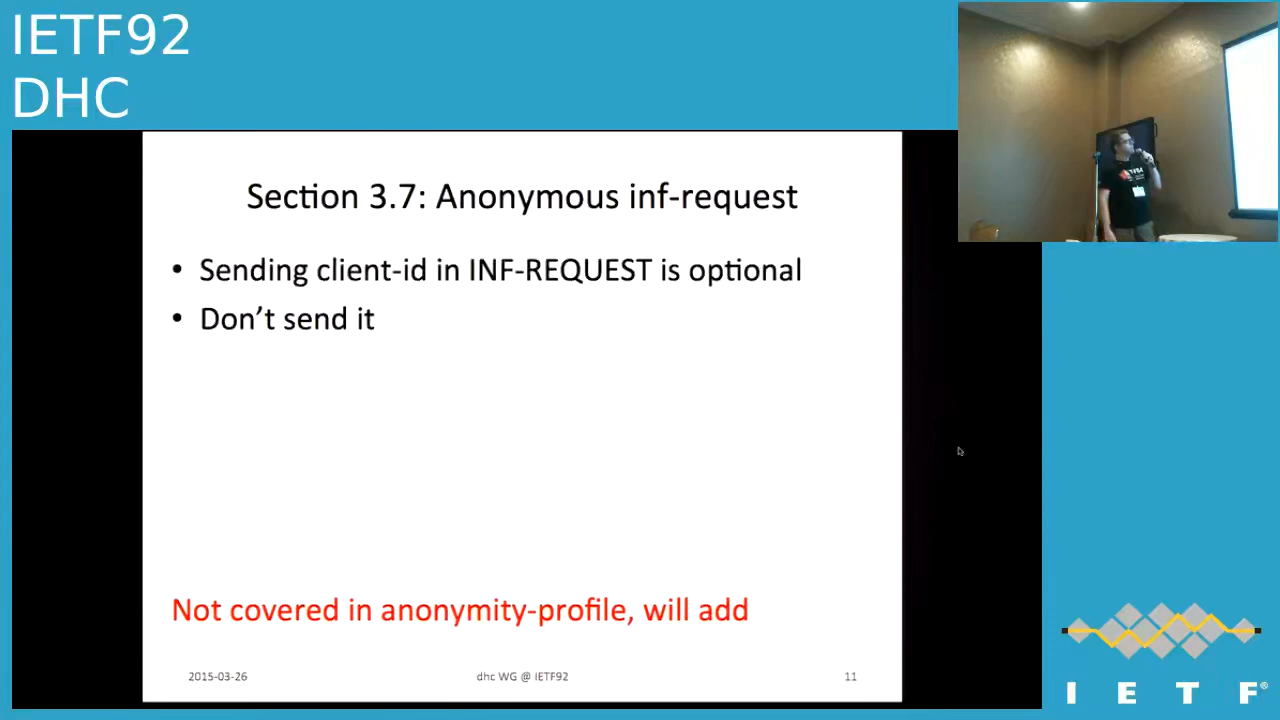 IETF92
DHC
Section 3.7: Anonymous inf-request
• Sending client-id in INF-REQUEST is optional
• Don’t send it
Not covered in anonymity-profile, will add
2015-03-26
dhc WG @ IETF92
11
I E T F®